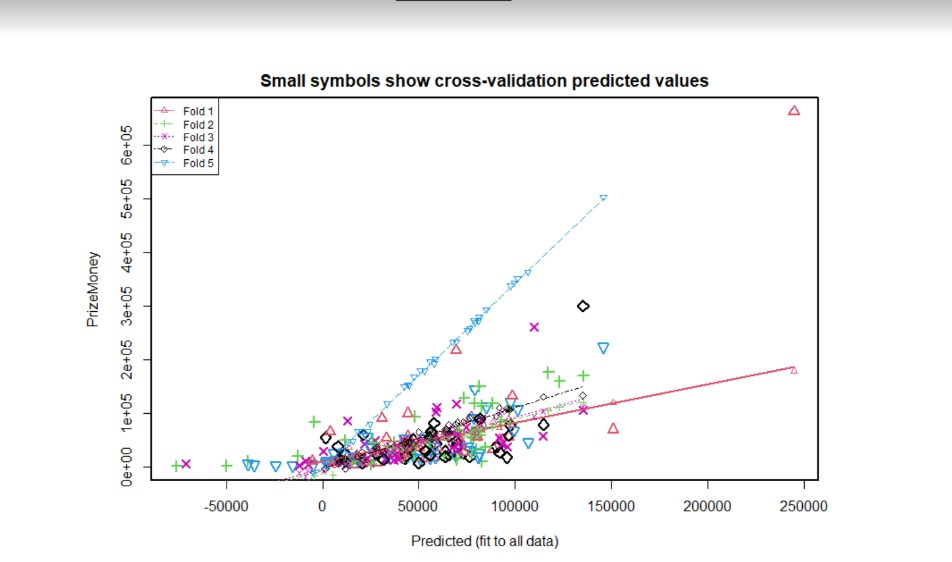 Small symbols show cross-validation predicted values
Fold 1
Fold 2
Fold 3
Fold 4
Fold 5
6e+05
5e+05
4e+05
3e+05
2e+05
1e+05
0e+00
PrizeMoney
-50000 0 50000 100000 150000 200000 250000
Predicted (fit to all data)